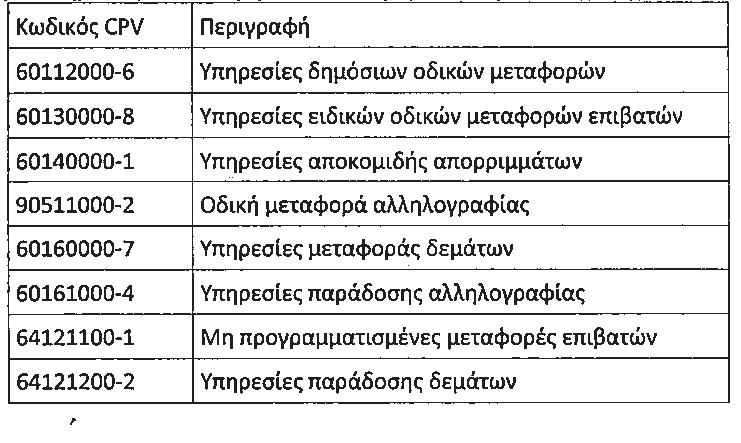 Κωδικός CPV Περιγραφή
60112000-6 Υπηρεσίες δημόσιων οδικών μεταφορών
60130000-8 Υπηρεσίες ειδικών οδικών μεταφορών επιβατών
60140000-1 Υπηρεσίες αποκομιδής απορριμμάτων
90511000-2 Οδική μεταφορά αλληλογραφίας
60160000-7 Υπηρεσίες μεταφοράς δεμάτων
60161000-4 Υπηρεσίες παράδοσης αλληλογραφίας
64121100-1 Μη προγραμματισμένες μεταφορές επιβατών
64121200-2 Υπηρεσίες παράδοσης δεμάτων